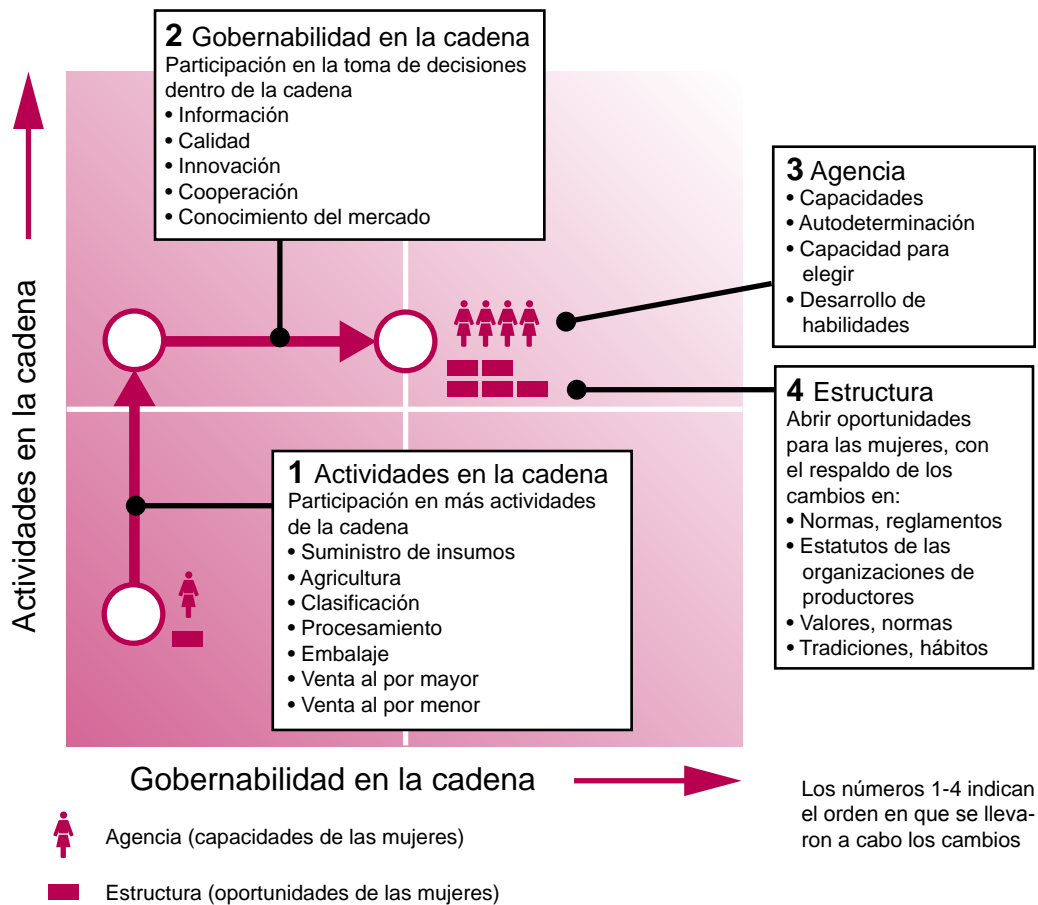 2 Gobernabilidad en la cadena
Participación en la toma de decisiones
dentro de la cadena
• Información
• Calidad
• Innovación
• Cooperación
• Conocimiento del mercado
3 Agencia
• Capacidades
• Autodeterminación
• Capacidad para
elegir
• Desarrollo de
habilidades
4 Estructura
Abrir oportunidades
para las mujeres, con
el respaldo de los
cambios en:
• Normas, reglamentos
• Estatutos de las
organizaciones de
productores
• Valores, normas
• Tradiciones, hábitos
1 Actividades en la cadena
Participación en más actividades
de la cadena
• Suministro de insumos
• Agricultura
• Clasificación
• Procesamiento
• Embalaje
• Venta al por mayor
• Venta al por menor
Actividades en la cadena
Gobernabilidad en la cadena
Los números 1-4 indican
el orden en que se lleva-
ron a cabo los cambios
Agencia (capacidades de las mujeres)
Estructura (oportunidades de las mujeres)